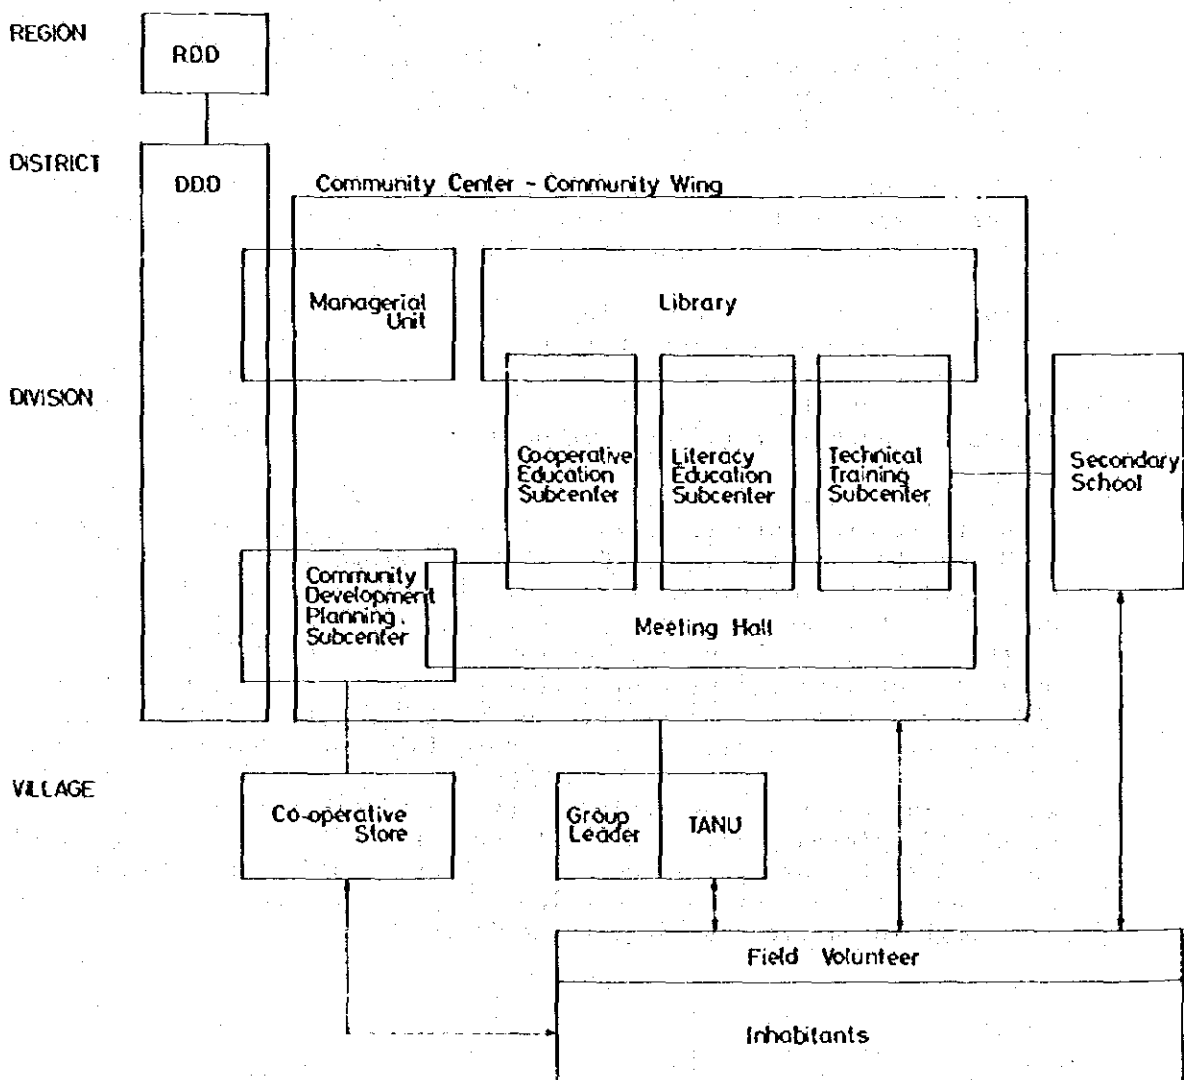 REGION
RDD
DISTRICT
DDD
Community Center - Community Wing
Managerial
Unit
Library
DIVISION
Co-operative
Education
Subcenter
Literacy
Education
Subcenter
Technical
Training
Subcenter
Secondary
School
Community
Development
Planning.
Subcenter
Meeting Hall
VILLAGE
Co-operative
Store
Group
Leader
TANU
Field Volunteer
Inhabitants